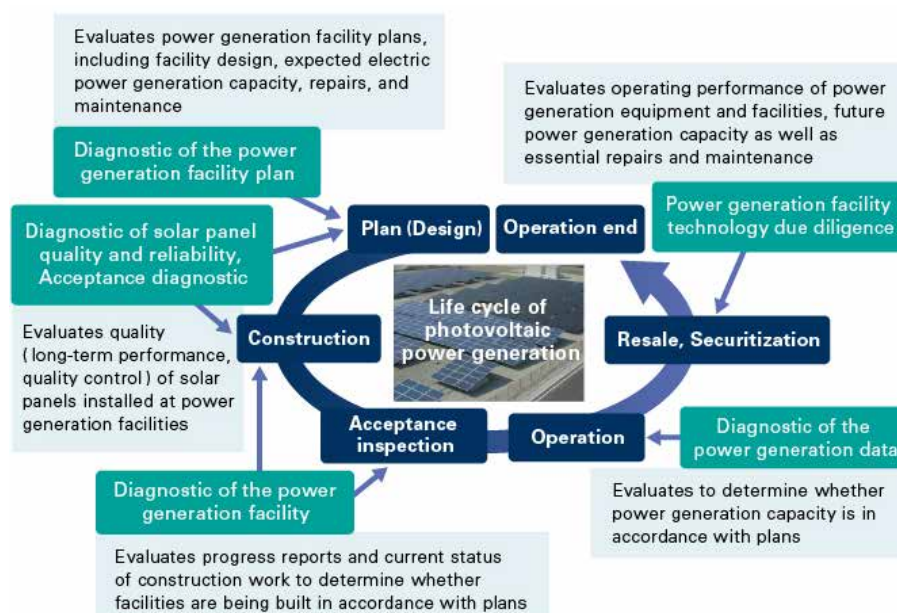 Evaluates power generation facility plans,
including facility design, expected electric
power generation capacity, repairs, and
maintenance
Diagnostic of the power
generation facility plan
Evaluates operating performance of power
generation equipment and facilities, future
power generation capacity as well as
essential repairs and maintenance
Power generation facility
technology due diligence
Diagnostic of solar panel
quality and reliability,
Acceptance diagnostic
Plan (Design)
Operation end
Evaluates quality
(long-term performance,
quality control) of solar
panels installed at power
generation facilities
Construction
Life cycle of
photovoltaic
power generation
Resale, Securitization
Acceptance
inspection
Operation
Diagnostic of the
power generation data
Diagnostic of the power
generation facility
Evaluates to determine whether
power generation capacity is in
accordance with plans
Evaluates progress reports and current status
of construction work to determine whether
facilities are being built in accordance with plans